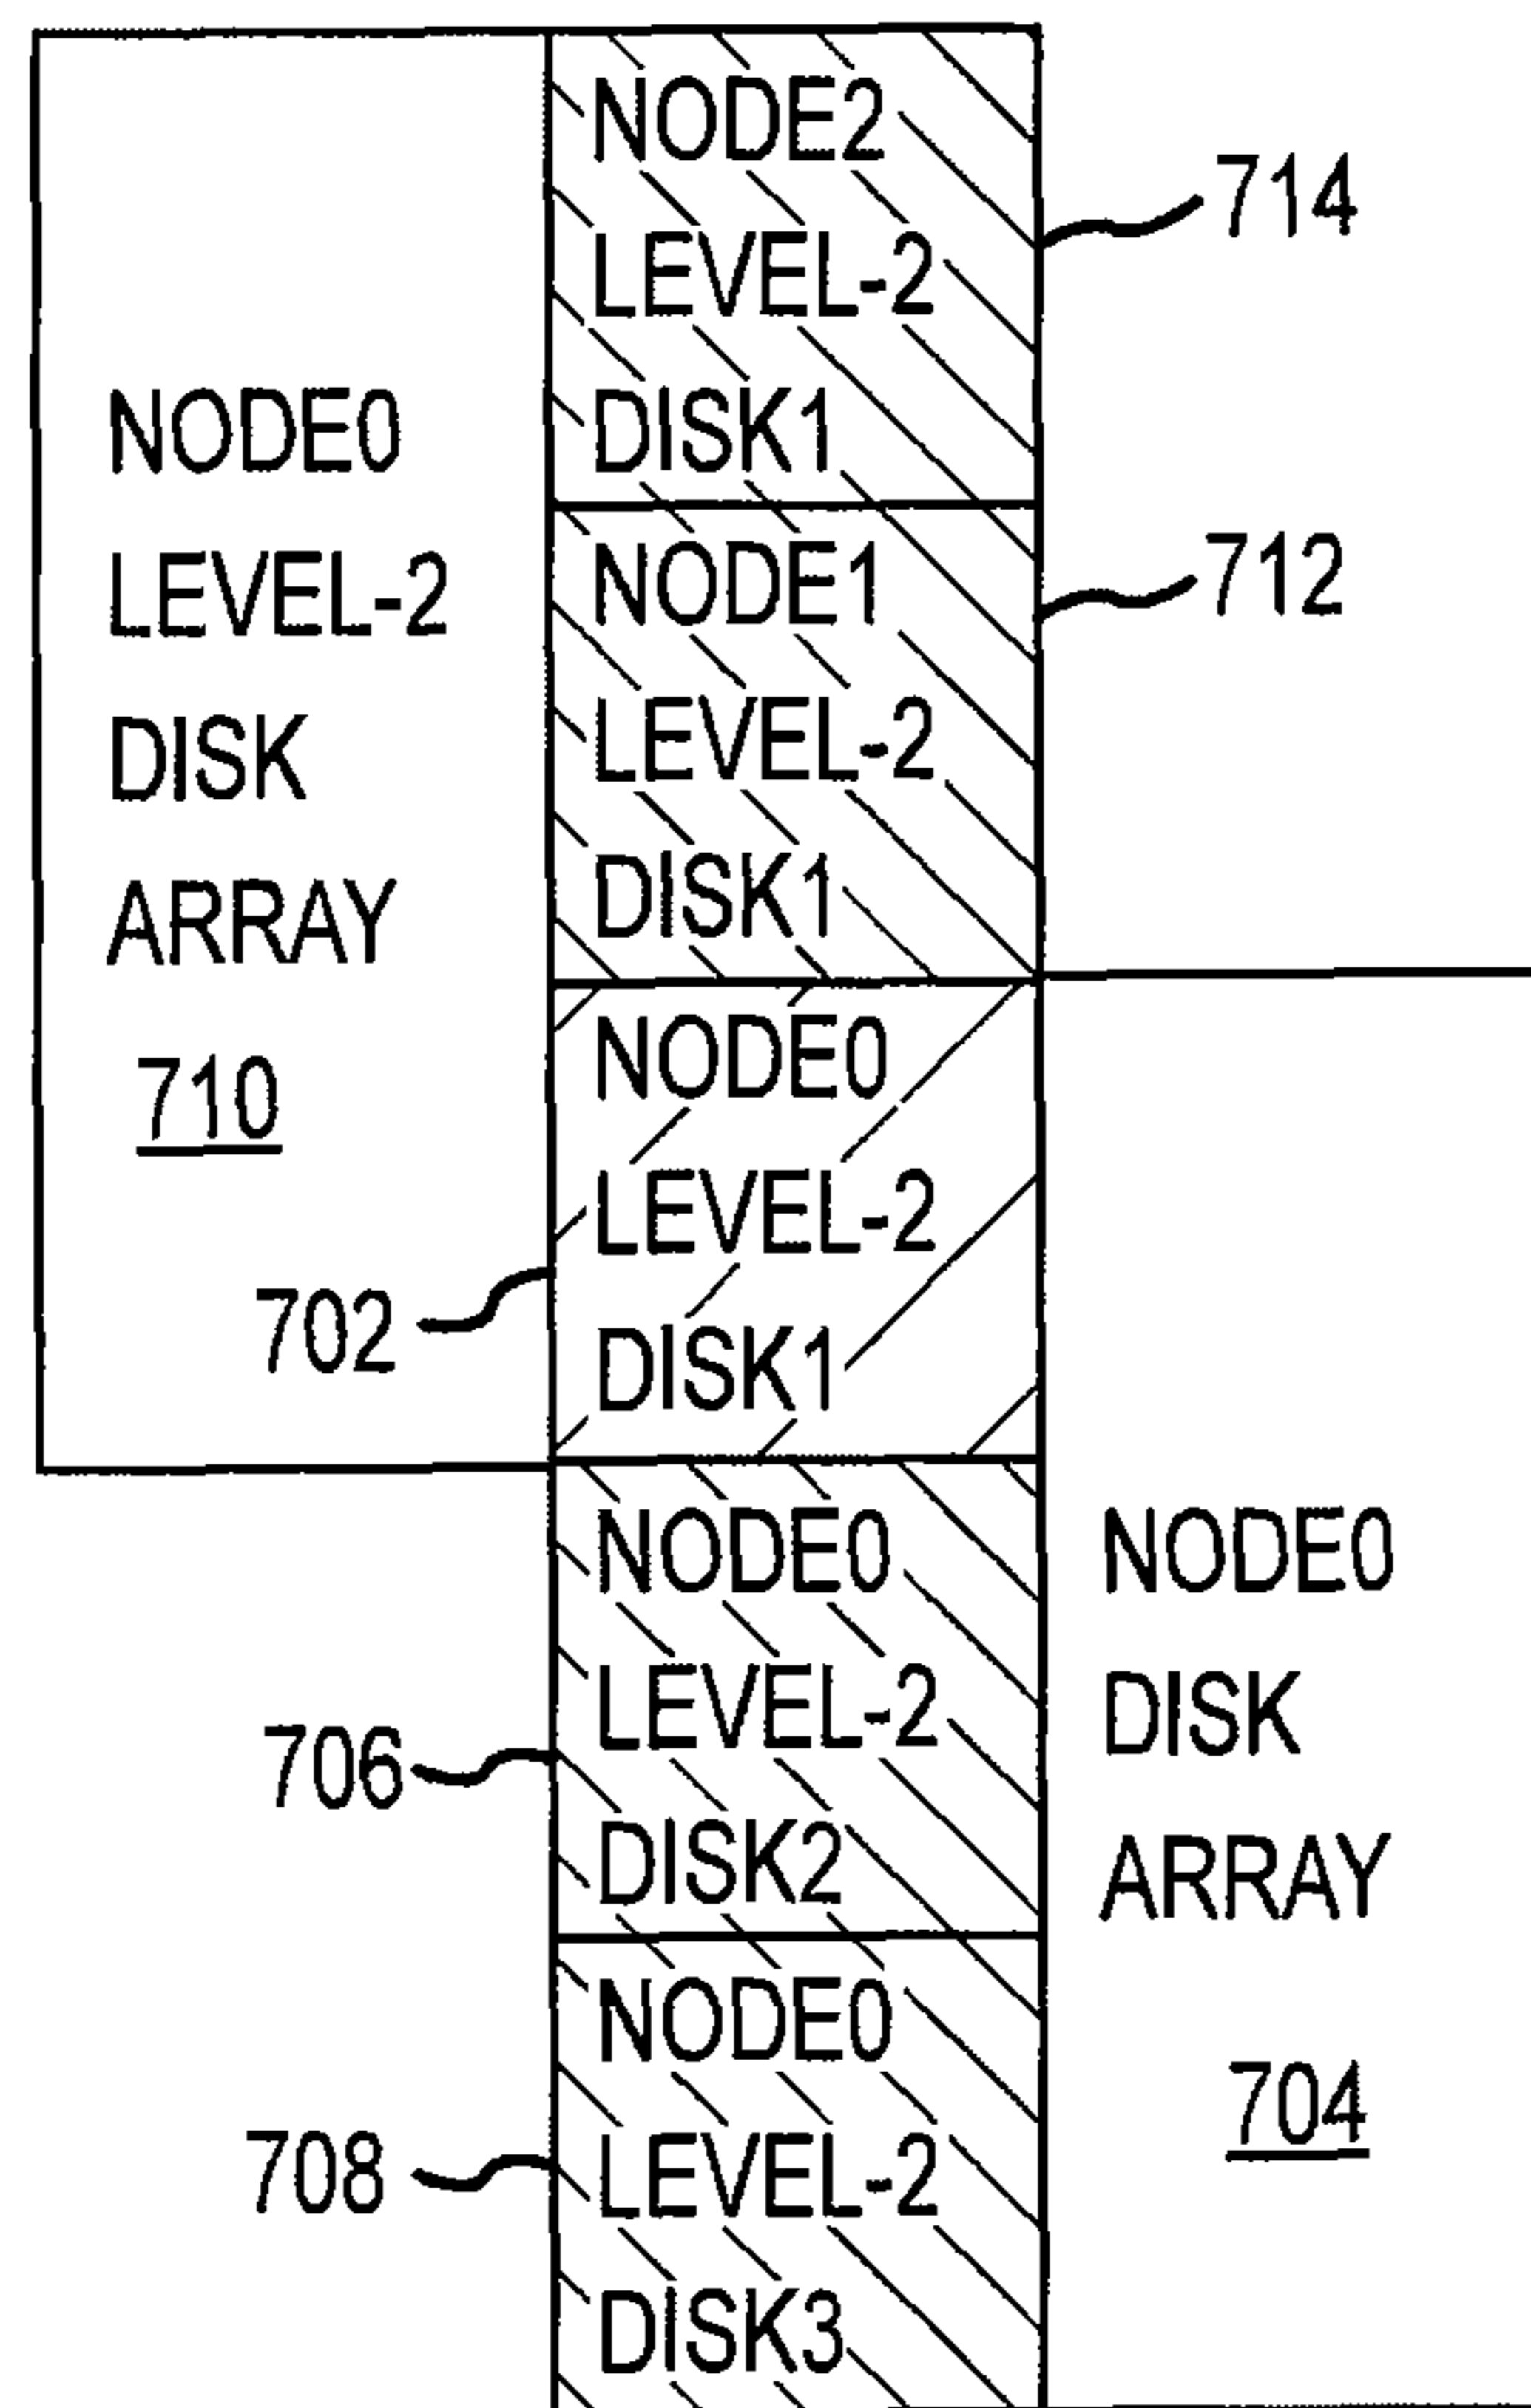 NODE2
LEVEL-2
DISK1
714
NODE0
LEVEL-2
DISK
ARRAY
710
NODE1
LEVEL-2
DISK1
712
NODE0
LEVEL-2
DISK1
702
NODE0
LEVEL-2
DISK2
706
NODE0
DISK
ARRAY
704
NODE0
LEVEL-2
DISK3
708